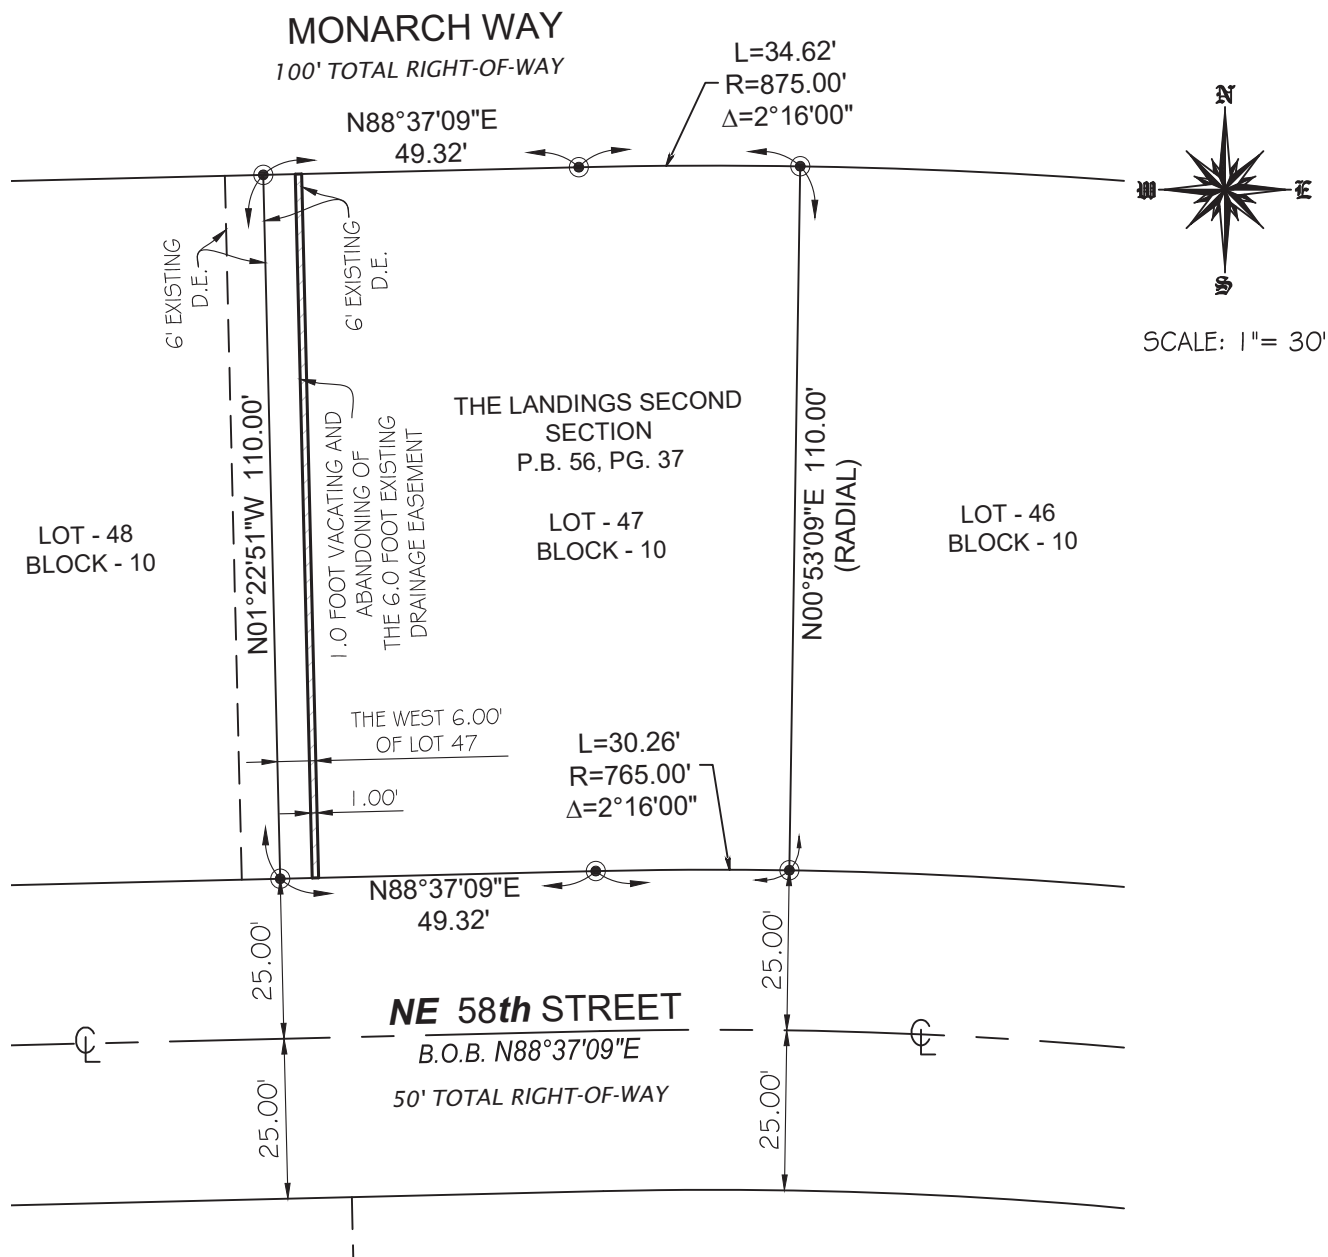 MONARCH WAY
100' TOTAL RIGHT-OF-WAY
N88°37'09"E
49.32'
L=34.62'
R=875.00'
Δ=2°16'00"
N
W
E
S
SCALE: 1"= 30'
6' EXISTING
D.E.
6' EXISTING
D.E.
N01°22'51"W 110.00'
1.0 FOOT VACATING AND
ABANDONING OF
THE 6.0 FOOT EXISTING
DRAINAGE EASEMENT
THE LANDINGS SECOND
SECTION
P.B. 56, PG. 37
LOT - 47
BLOCK - 10
N00°53'09"E 110.00'
(RADIAL)
LOT - 48
BLOCK - 10
LOT - 46
BLOCK - 10
THE WEST 6.00'
OF LOT 47
1.00'
L=30.26'
R=765.00'
Δ=2°16'00"
N88°37'09"E
49.32'
25.00'
25.00'
NE 58th STREET
CL
CL
B.O.B. N88°37'09"E
50' TOTAL RIGHT-OF-WAY
25.00'
25.00'